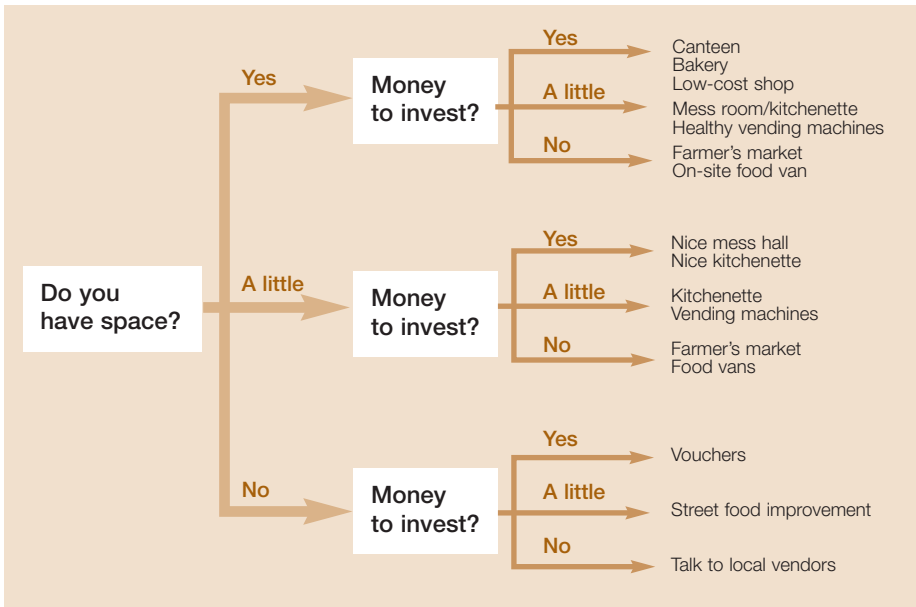 Do you
have space?
Yes
Money
to invest?
Yes
Canteen
Bakery
Low-cost shop
A little
Mess room/kitchenette
Healthy vending machines
No
Farmer's market
On-site food van
A little
Money
to invest?
Yes
Nice mess hall
Nice kitchenette
A little
Kitchenette
Vending machines
No
Farmer's market
Food vans
No
Money
to invest?
Yes
Vouchers
A little
Street food improvement
No
Talk to local vendors